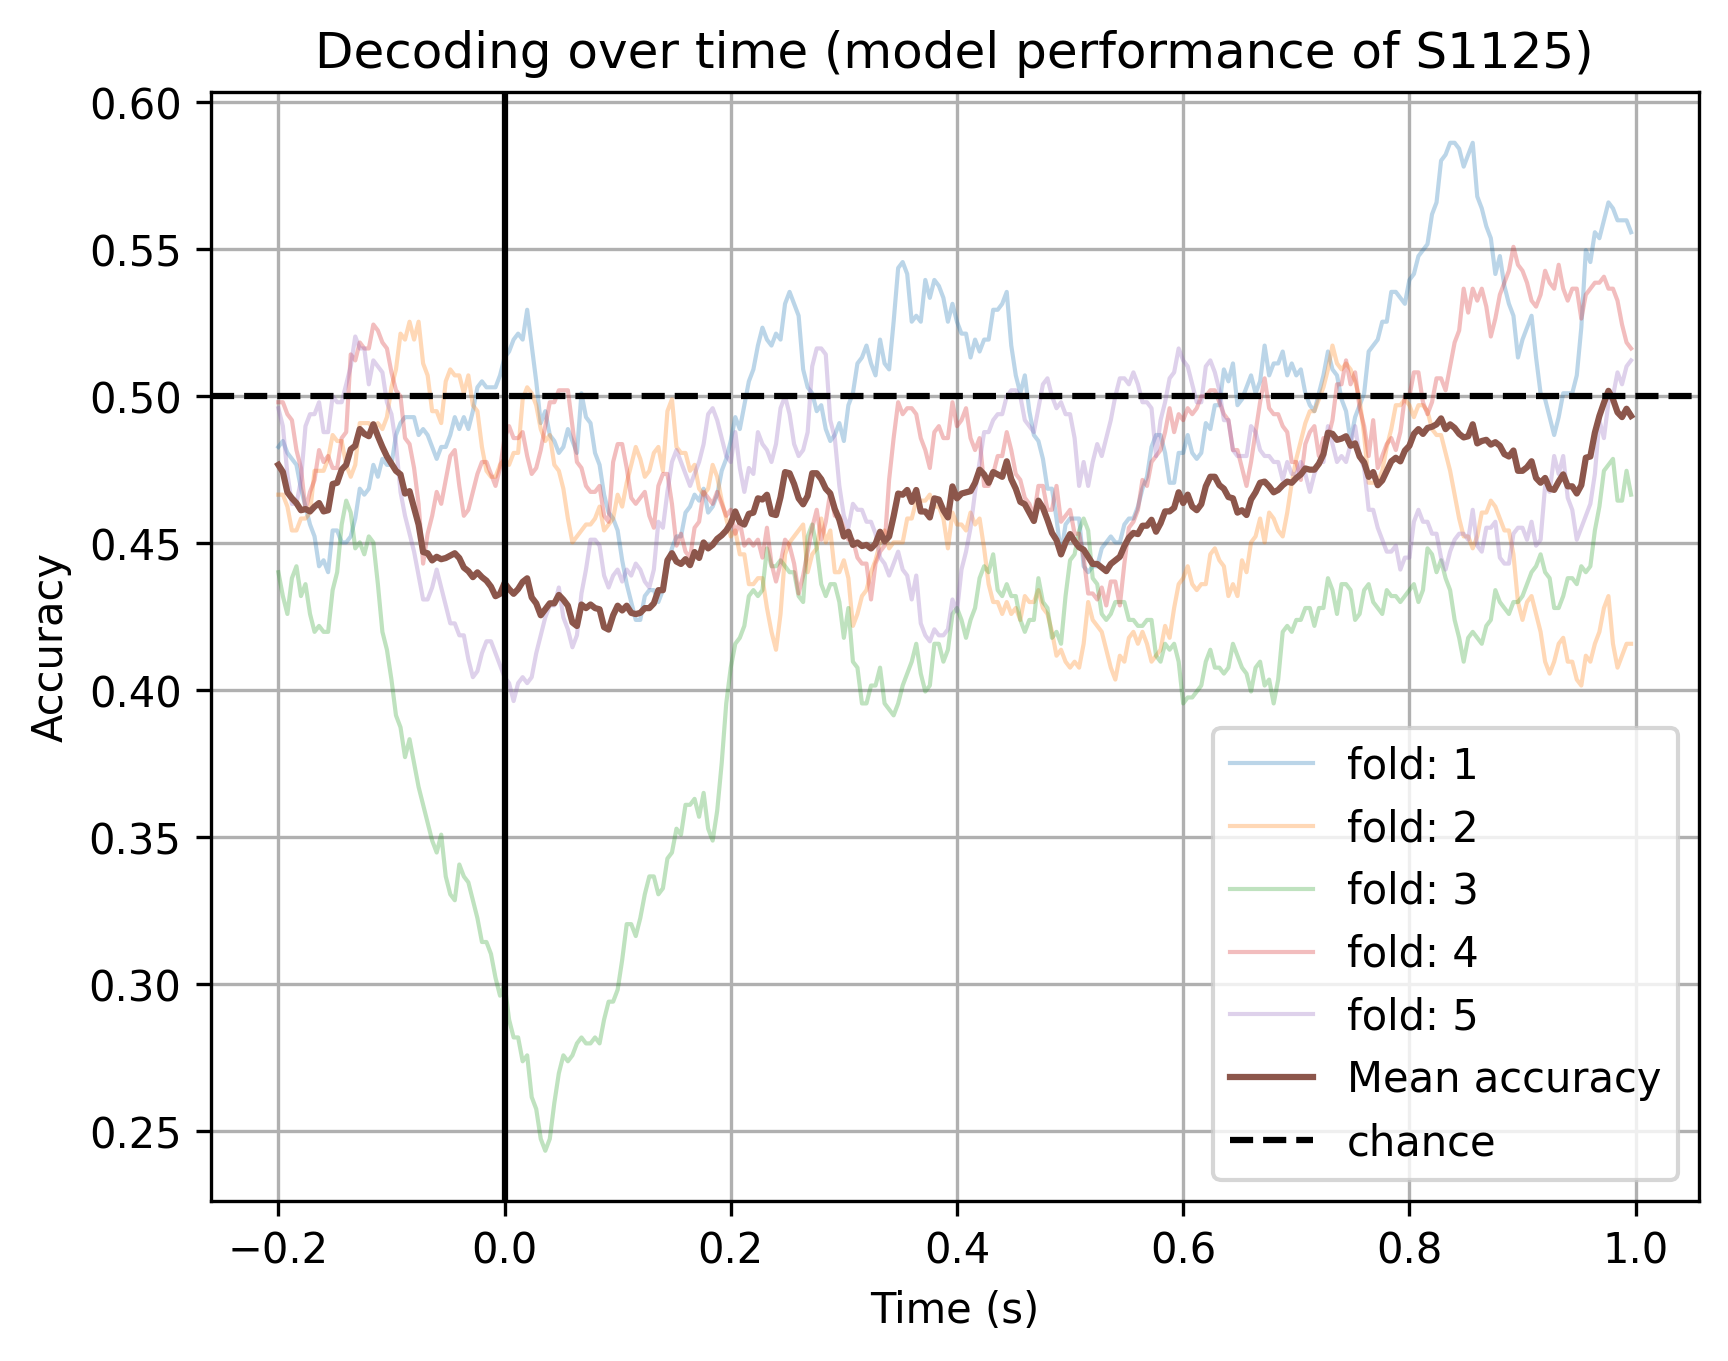 Decoding over time (model performance of S1125)
Accuracy
0.60
0.55
0.50
0.45
0.40
0.35
0.30
0.25
−0.2 0.0 0.2 0.4 0.6 0.8 1.0
Time (s)
fold: 1
fold: 2
fold: 3
fold: 4
fold: 5
Mean accuracy
chance